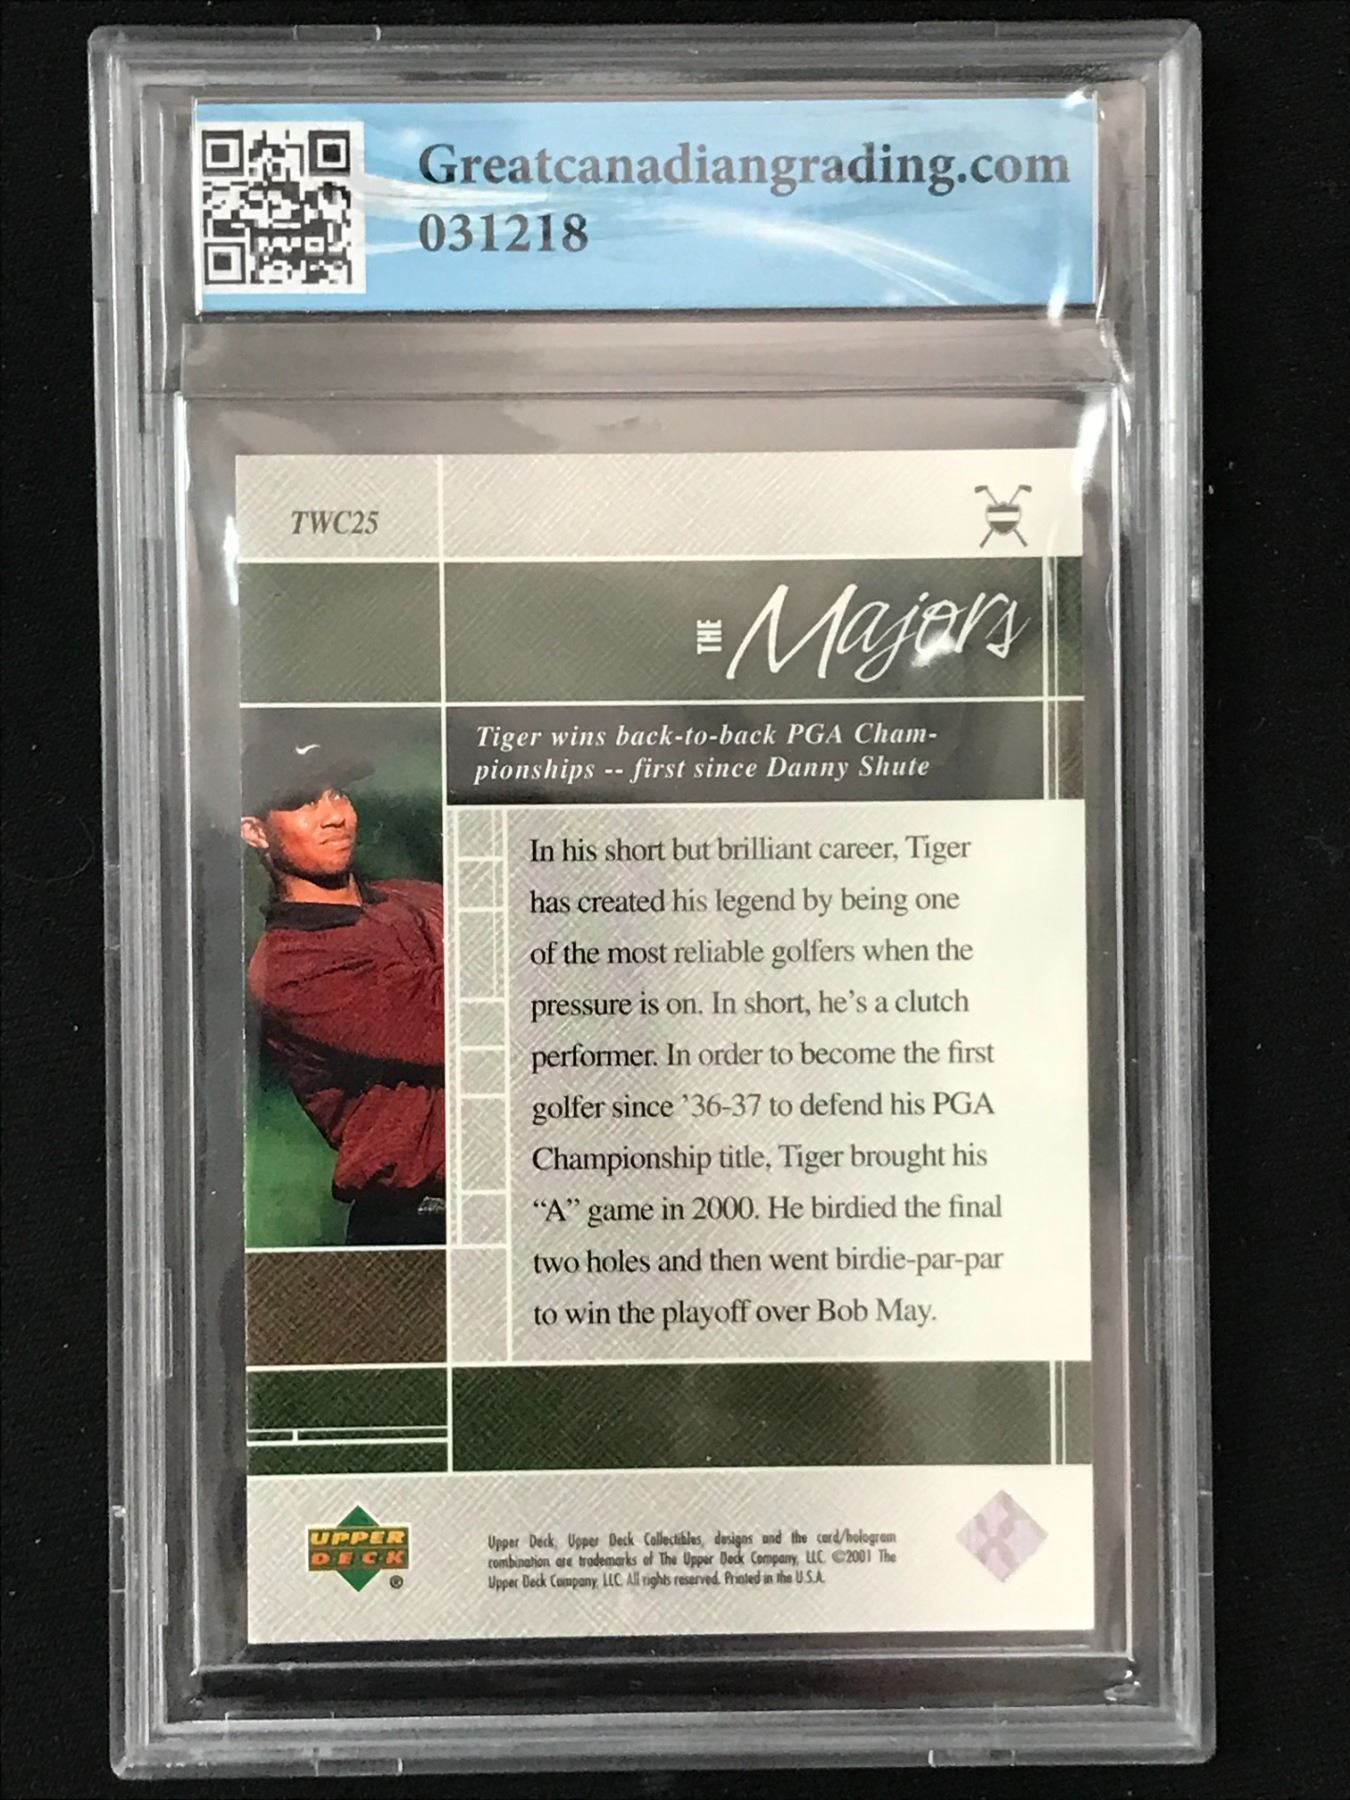 Greatcanadiangrading.com
031218
TWC25
THE Majors
Tiger wins back-to-back PGA Cham-
pionships -- first since Danny Shute
In his short but brilliant career, Tiger
has created his legend by being one
of the most reliable golfers when the
pressure is on. In short, he's a clutch
performer. In order to become the first
golfer since '36-37 to defend his PGA
Championship title, Tiger brought his
“A” game in 2000. He birdied the final
two holes and then went birdie-par-par
to win the playoff over Bob May.
UPPER
DECK
®
Upper Deck, Upper Deck Collectibles, designs and the card/hologram
combination are trademarks of The Upper Deck Company, LLC. ©2001 The
Upper Deck Company, LLC. All rights reserved. Printed in the U.S.A.